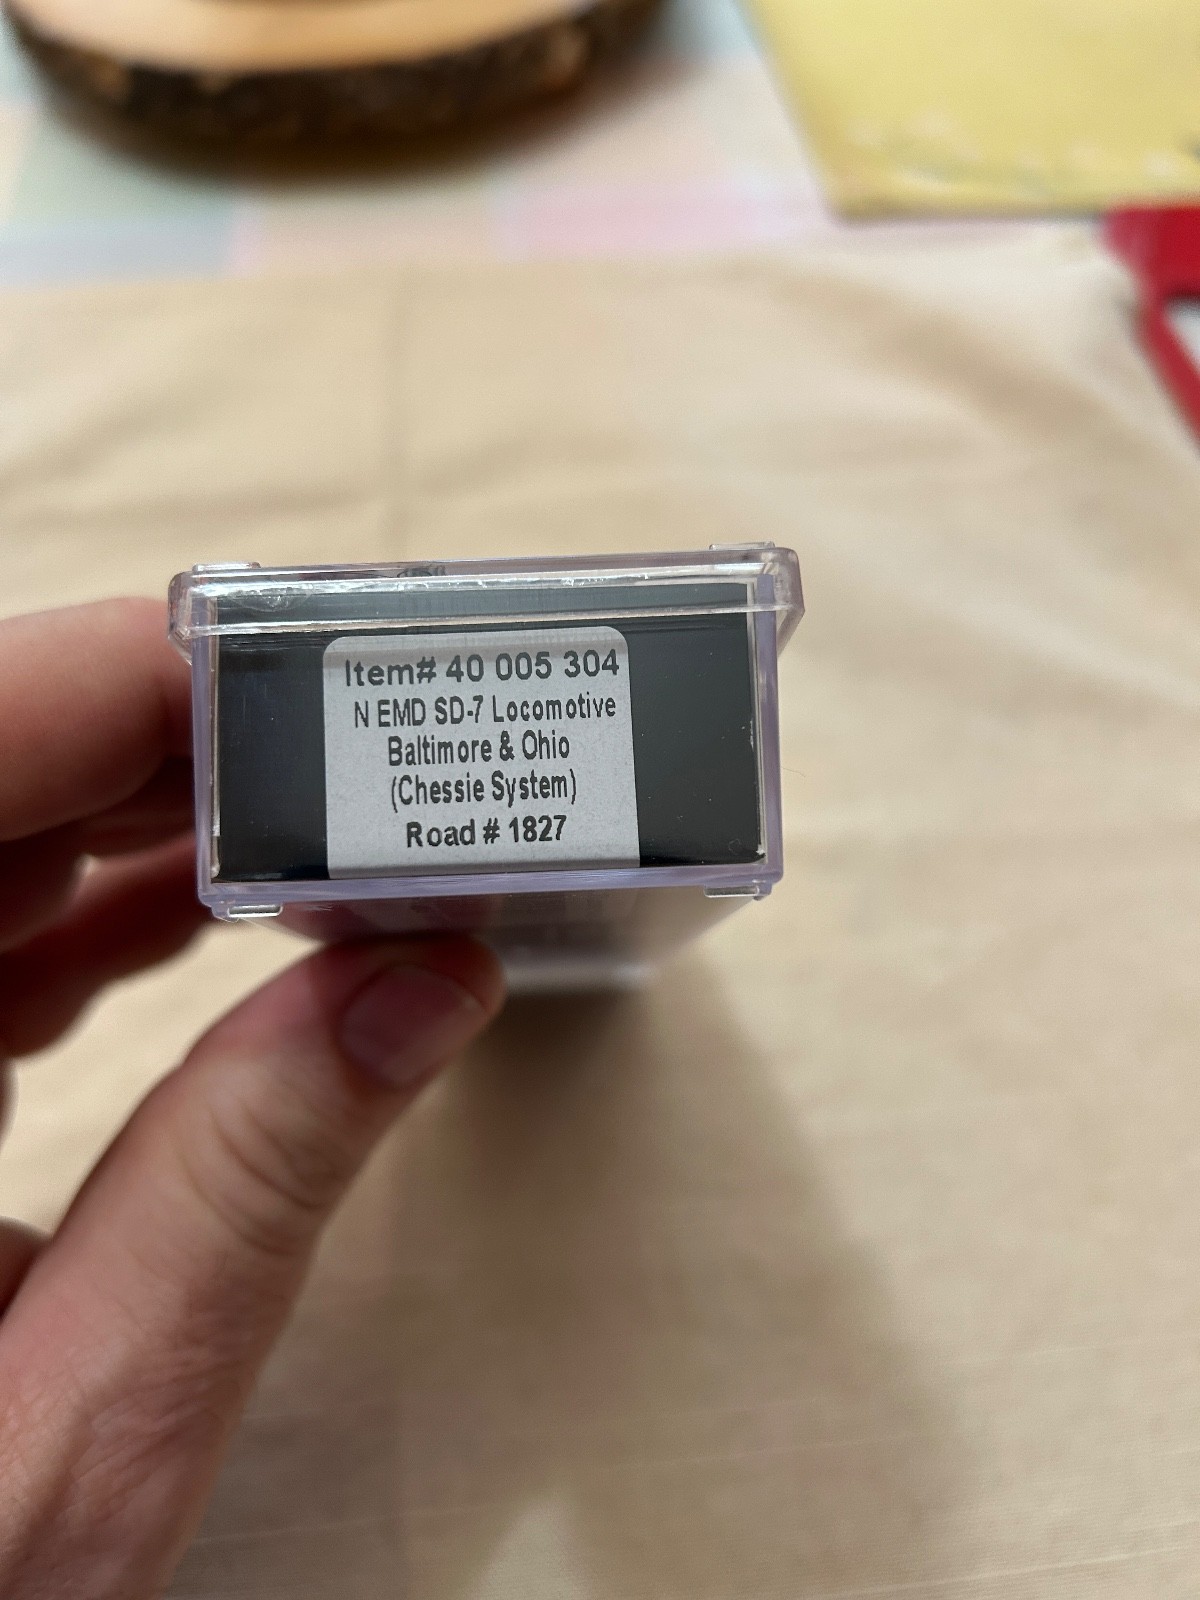 Item# 40 005 304
N EMD SD-7 Locomotive
Baltimore & Ohio
(Chessie System)
Road # 1827